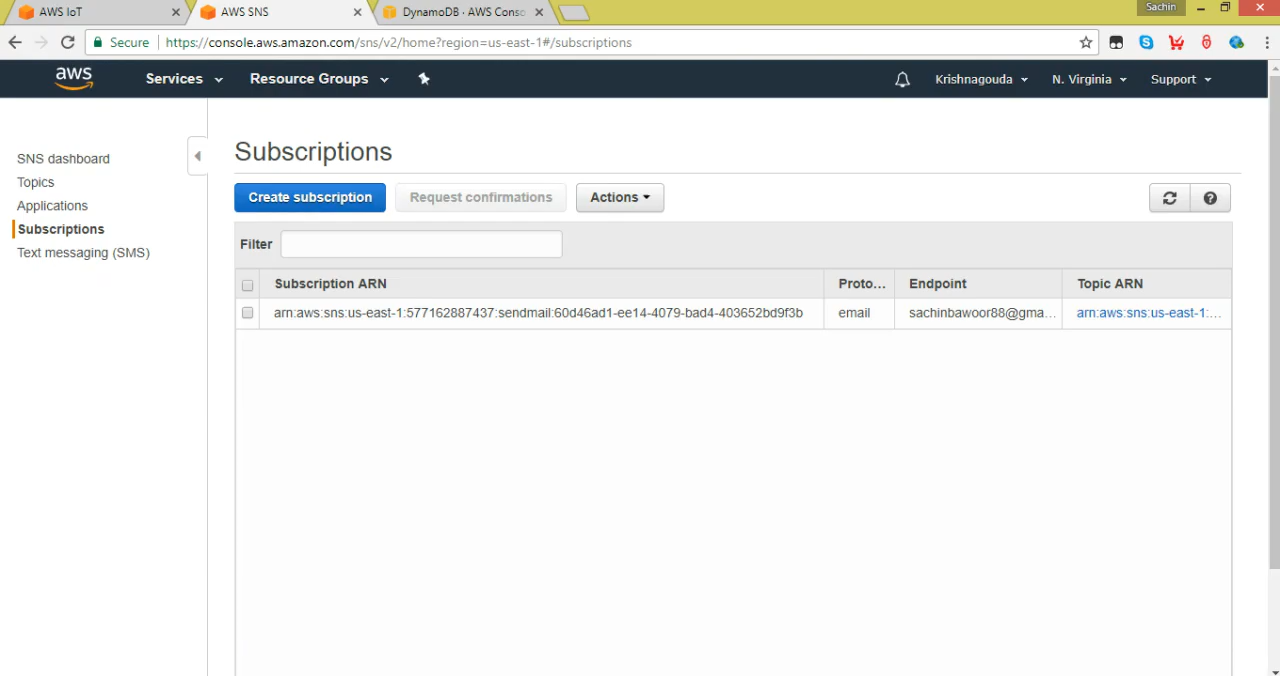 AWS IoT
AWS SNS
DynamoDB · AWS Conso
Sachin
Secure
https://console.aws.amazon.com/sns/v2/home?region=us-east-1#/subscriptions
aws
Services
Resource Groups
Krishnagouda
N. Virginia
Support
SNS dashboard
Topics
Applications
Subscriptions
Text messaging (SMS)
Subscriptions
Create subscription
Request confirmations
Actions
Filter
Subscription ARN
Proto...
Endpoint
Topic ARN
arn:aws:sns:us-east-1:577162887437:sendmail:60d46ad1-ee14-4079-bad4-403652bd9f3b
email
sachinbawoor88@gma...
arn:aws:sns:us-east-1:...